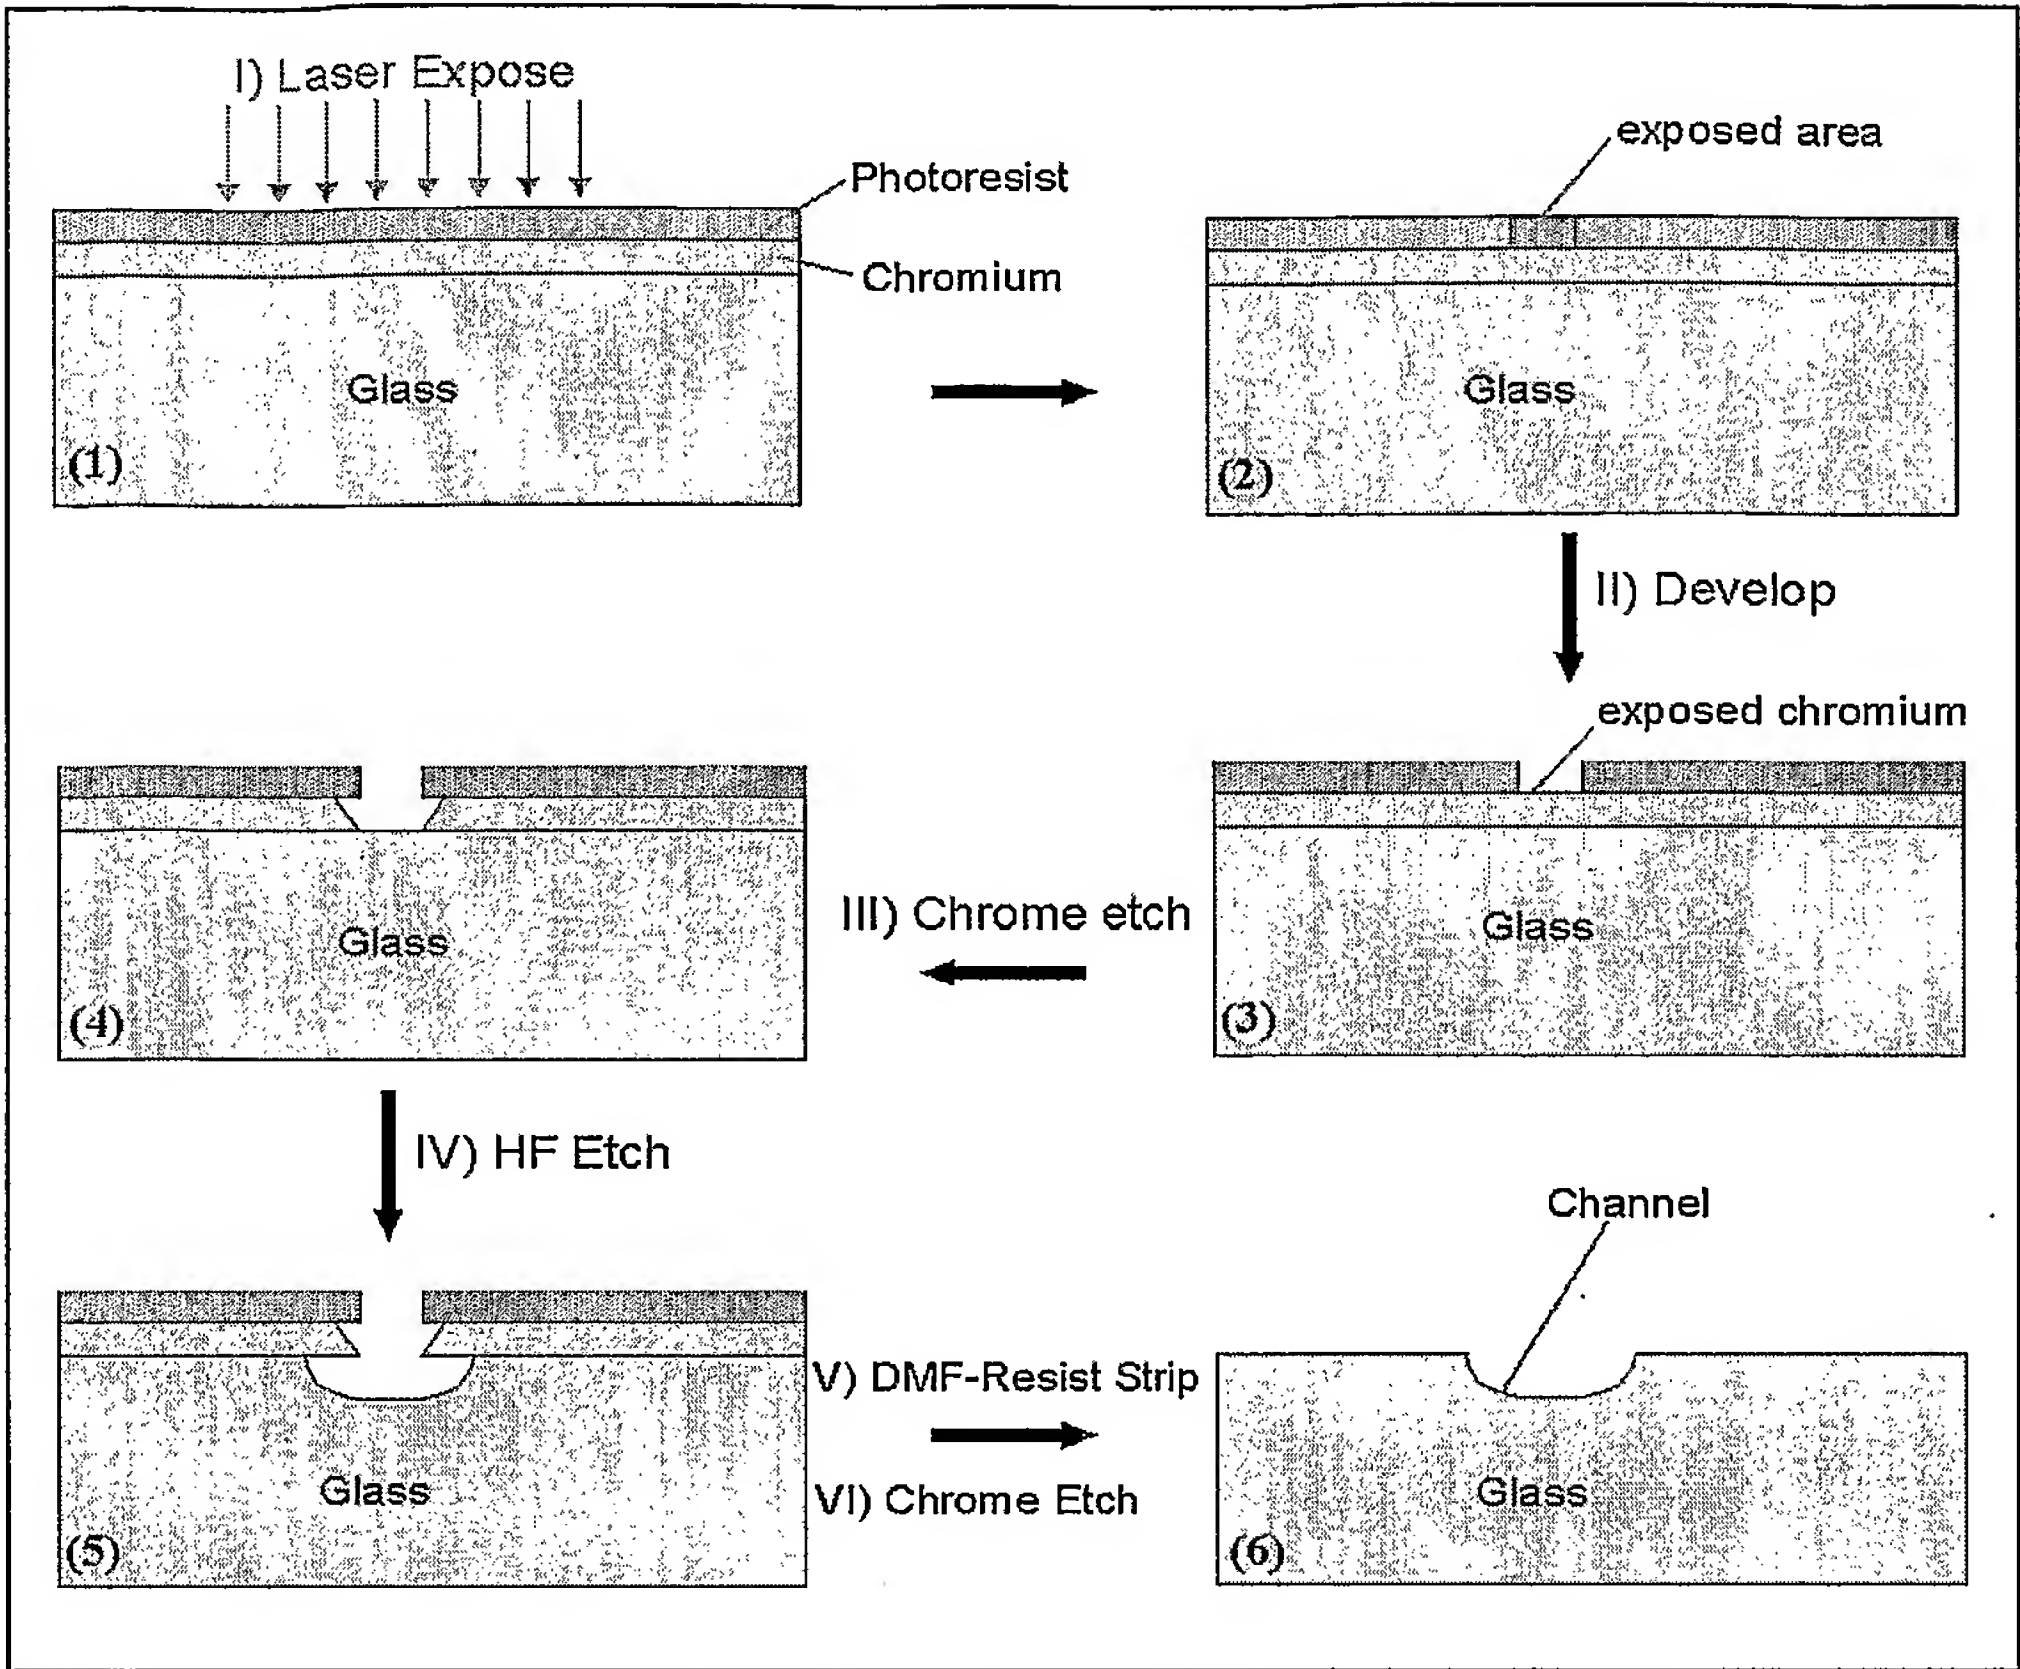 I) Laser Expose
Photoresist
Chromium
Glass
(1)
exposed area
Glass
(2)
II) Develop
exposed chromium
Glass
(3)
III) Chrome etch
Glass
(4)
IV) HF Etch
Glass
(5)
V) DMF-Resist Strip
VI) Chrome Etch
Channel
Glass
(6)